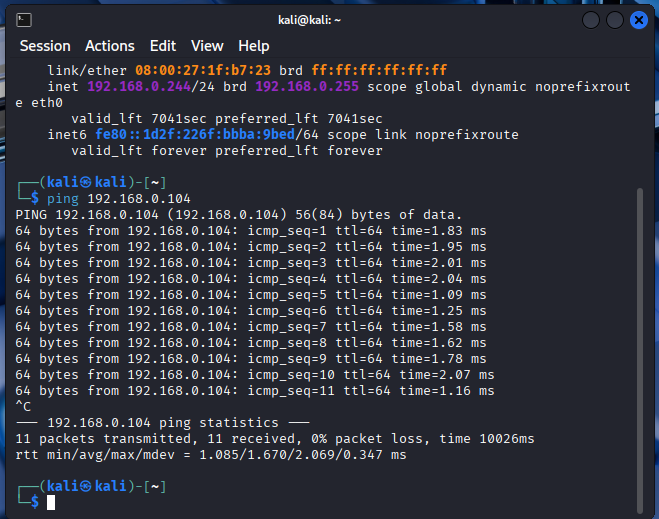 kali@kali: ~
Session Actions Edit View Help
link/ether 08:00:27:1f:b7:23 brd ff:ff:ff:ff:ff:ff
inet 192.168.0.244/24 brd 192.168.0.255 scope global dynamic noprefixrout
e eth0
valid_lft 7041sec preferred_lft 7041sec
inet6 fe80::1d2f:226f:bbba:9bed/64 scope link noprefixroute
valid_lft forever preferred_lft forever
┌──(kali㉿kali)-[~]
└─$ ping 192.168.0.104
PING 192.168.0.104 (192.168.0.104) 56(84) bytes of data.
64 bytes from 192.168.0.104: icmp_seq=1 ttl=64 time=1.83 ms
64 bytes from 192.168.0.104: icmp_seq=2 ttl=64 time=1.95 ms
64 bytes from 192.168.0.104: icmp_seq=3 ttl=64 time=2.01 ms
64 bytes from 192.168.0.104: icmp_seq=4 ttl=64 time=2.04 ms
64 bytes from 192.168.0.104: icmp_seq=5 ttl=64 time=1.09 ms
64 bytes from 192.168.0.104: icmp_seq=6 ttl=64 time=1.25 ms
64 bytes from 192.168.0.104: icmp_seq=7 ttl=64 time=1.58 ms
64 bytes from 192.168.0.104: icmp_seq=8 ttl=64 time=1.62 ms
64 bytes from 192.168.0.104: icmp_seq=9 ttl=64 time=1.78 ms
64 bytes from 192.168.0.104: icmp_seq=10 ttl=64 time=2.07 ms
64 bytes from 192.168.0.104: icmp_seq=11 ttl=64 time=1.16 ms
^C
--- 192.168.0.104 ping statistics ---
11 packets transmitted, 11 received, 0% packet loss, time 10026ms
rtt min/avg/max/mdev = 1.085/1.670/2.069/0.347 ms
┌──(kali㉿kali)-[~]
└─$